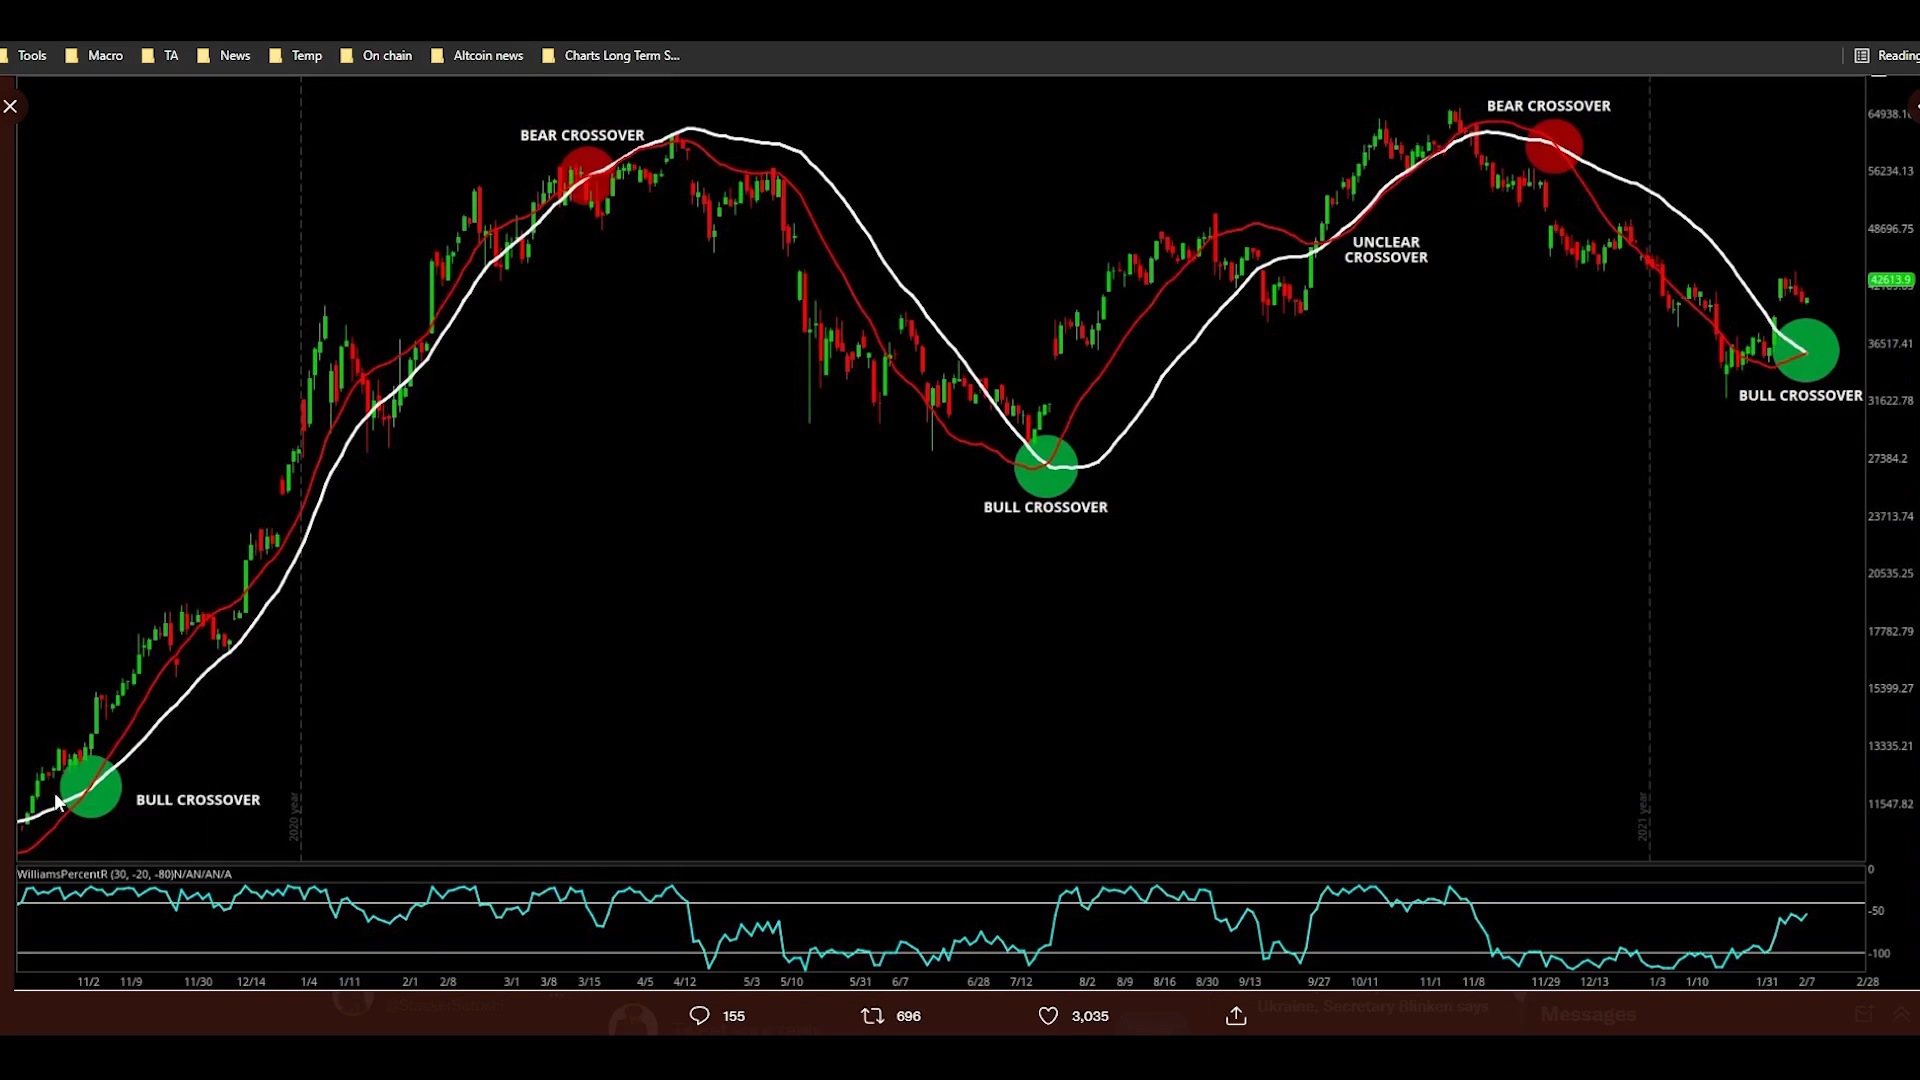 Tools Macro TA News Temp On chain Altcoin news Charts Long Term S... Reading
BEAR CROSSOVER
BEAR CROSSOVER
UNCLEAR
CROSSOVER
BULL CROSSOVER
BULL CROSSOVER
BULL CROSSOVER
64938.1
56234.13
48696.75
42613.9
36517.41
31622.78
27384.2
23713.74
20535.25
17782.79
15399.27
13335.21
11547.82
2020 year
2021 year
WilliamsPercentR (30, -20, -80)N/AN/AN/A
0
-50
-100
11/2 11/9 11/30 12/14 1/4 1/11 2/1 2/8 3/1 3/8 3/15 4/5 4/12 5/3 5/10 5/31 6/7 6/28 7/12 8/2 8/9 8/16 8/30 9/13 9/27 10/11 11/1 11/8 11/29 12/13 1/3 1/10 1/31 2/7 2/28
155 696 3,035
Ukraine, Secretary Blinken says
Messages